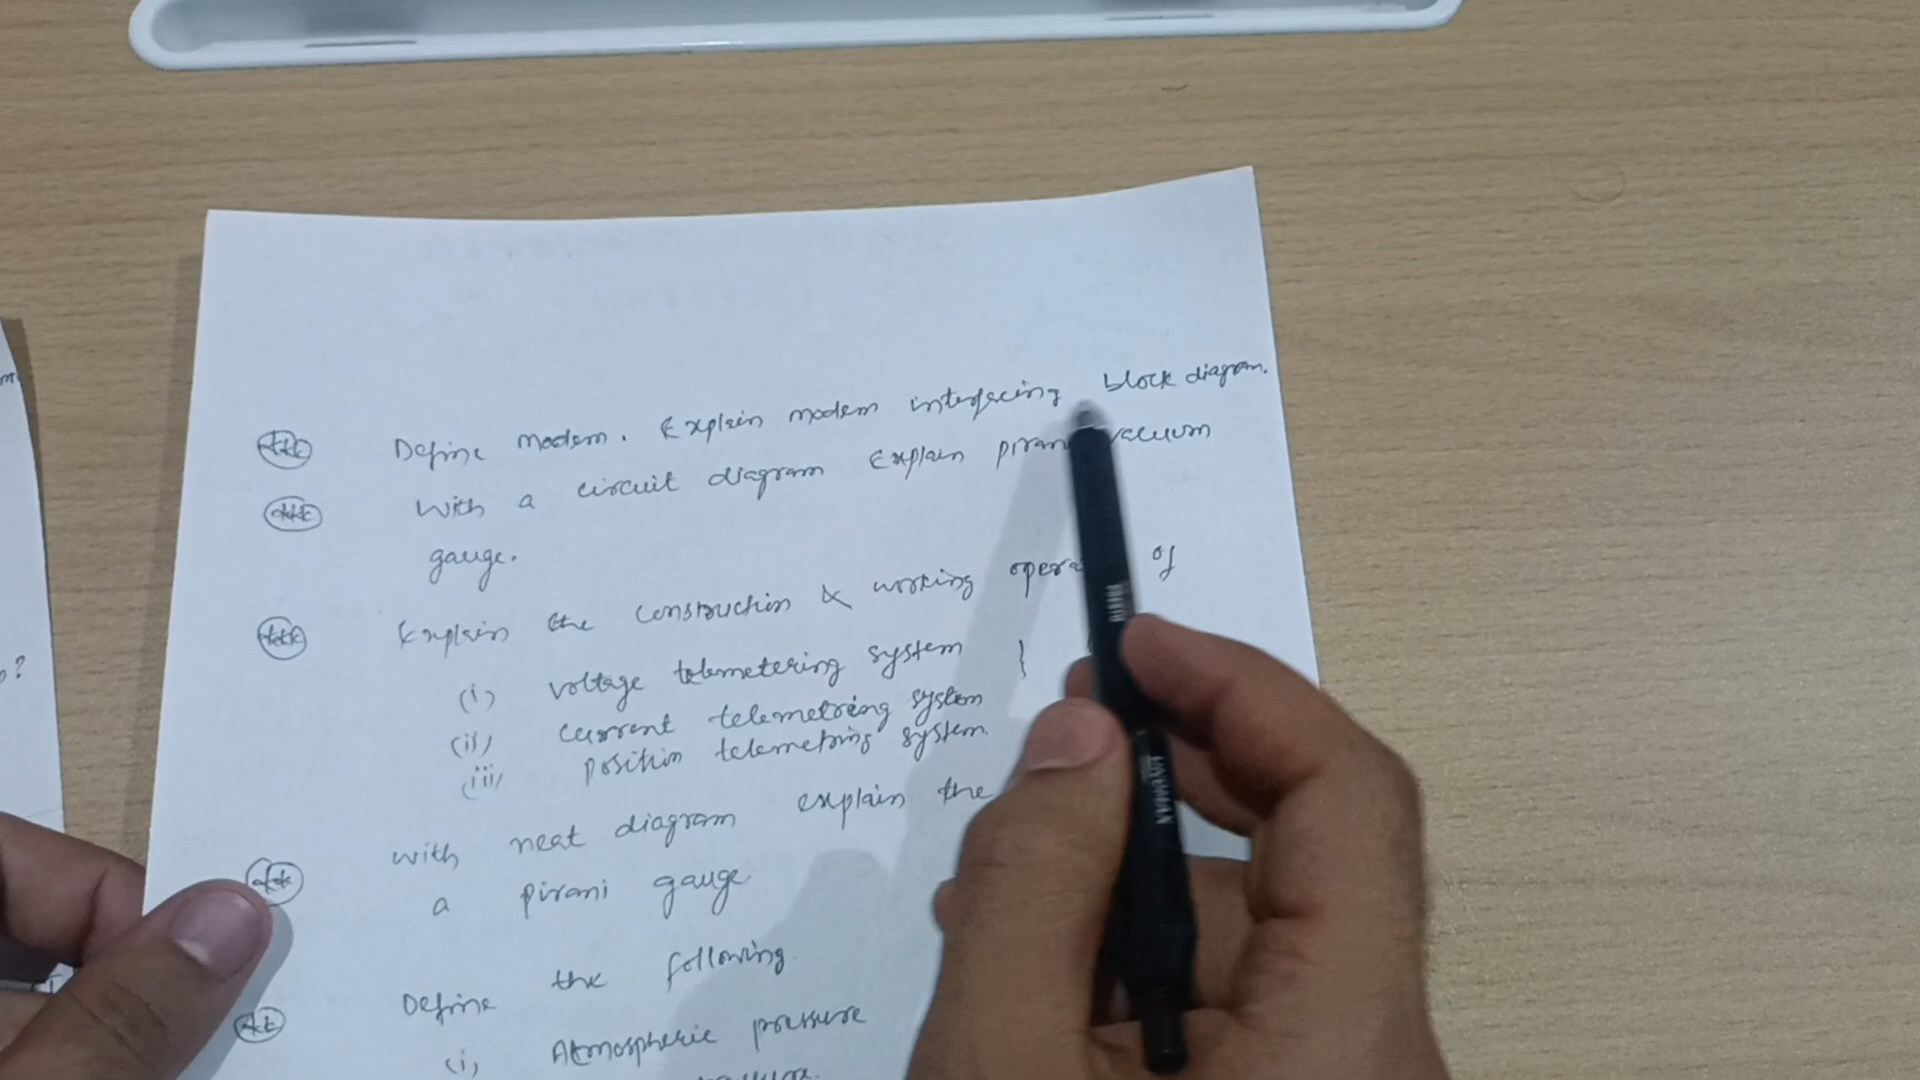 Define modem. Explain modem interfacing block diagram.
With a circuit diagram Explain pirani vacuum
gauge.
Explain the construction & working of
(i) voltage telemetering system }
(ii) current telemetring system
(iii) position telemetring system.
with neat diagram explain the
a pirani gauge
Define the following
(i) Atmospheric pressure